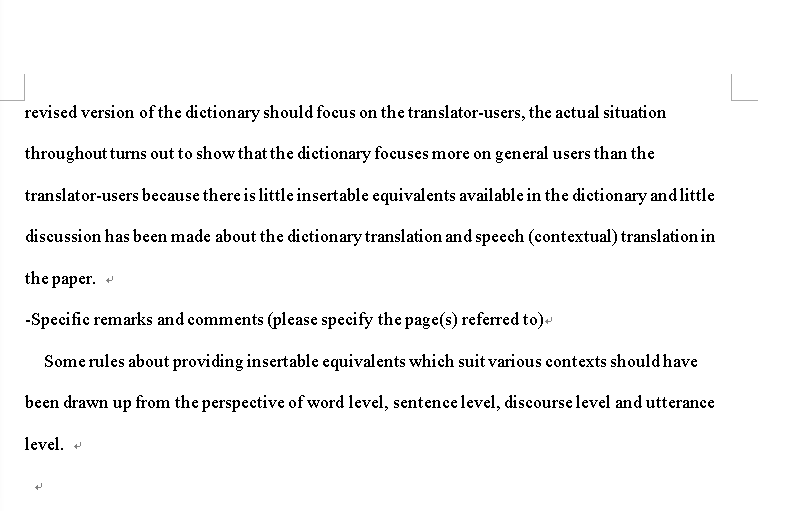 revised version of the dictionary should focus on the translator-users, the actual situation
throughout turns out to show that the dictionary focuses more on general users than the
translator-users because there is little insertable equivalents available in the dictionary and little
discussion has been made about the dictionary translation and speech (contextual) translation in
the paper.
-Specific remarks and comments (please specify the page(s) referred to)
Some rules about providing insertable equivalents which suit various contexts should have
been drawn up from the perspective of word level, sentence level, discourse level and utterance
level.